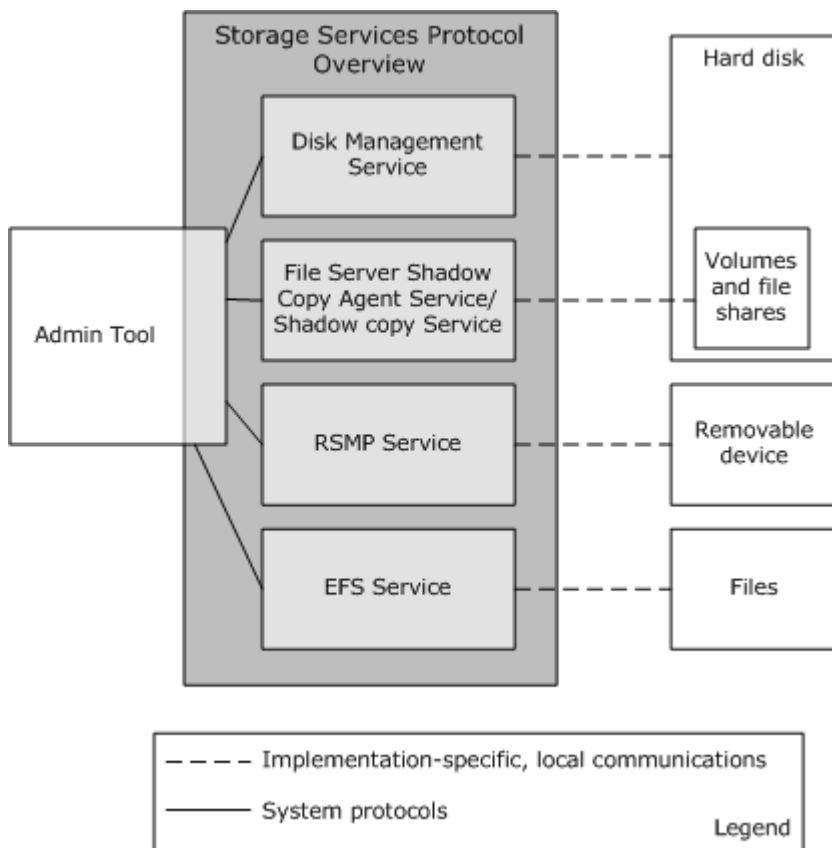 Storage Services Protocol
Overview
Hard disk
Disk Management
Service
File Server Shadow
Copy Agent Service/
Shadow copy Service
Volumes
and file
shares
Admin Tool
RSMP Service
Removable
device
EFS Service
Files
Implementation-specific, local communications
System protocols
Legend